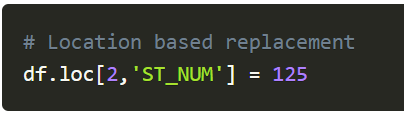 # Location based replacement
df.loc[2,'ST_NUM'] = 125